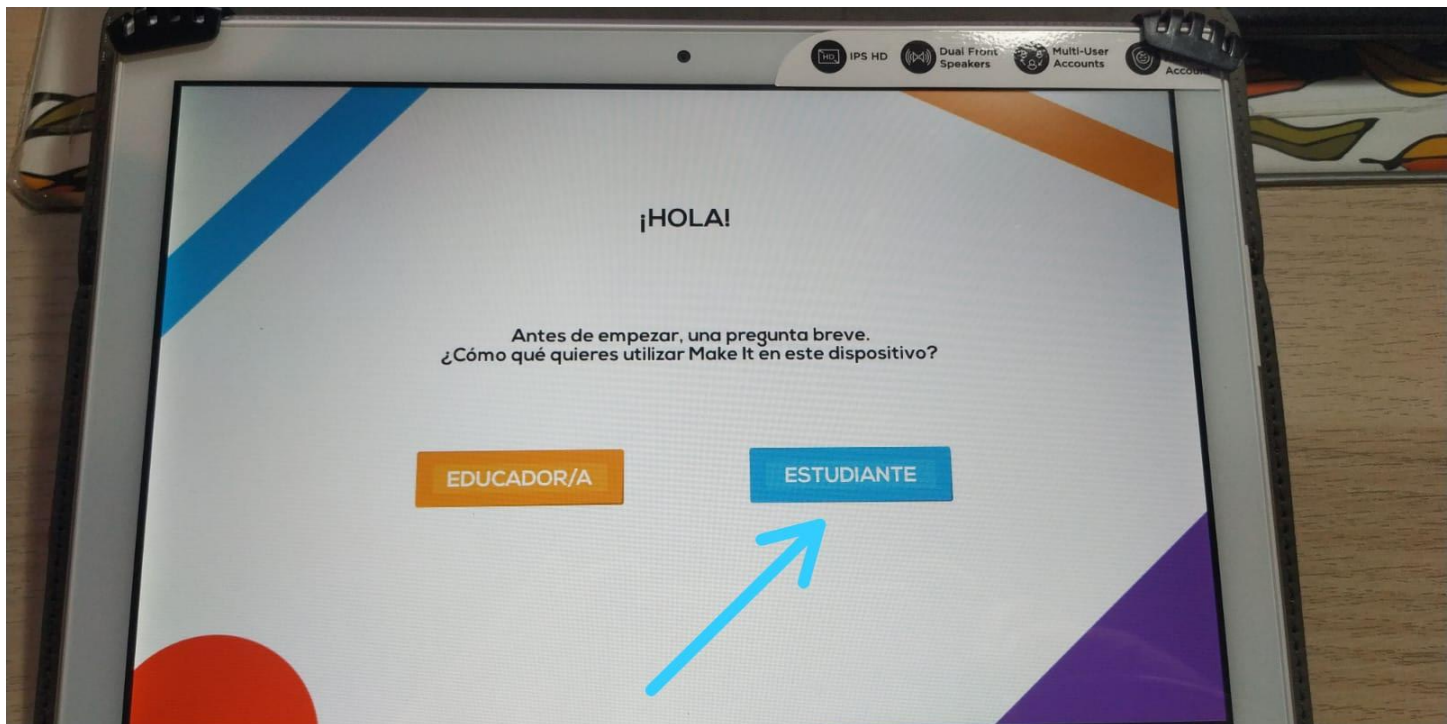 IPS HD
Dual Front
Speakers
Multi-User
Accounts
Account
¡HOLA!
Antes de empezar, una pregunta breve.
¿Cómo qué quieres utilizar Make It en este dispositivo?
EDUCADOR/A
ESTUDIANTE